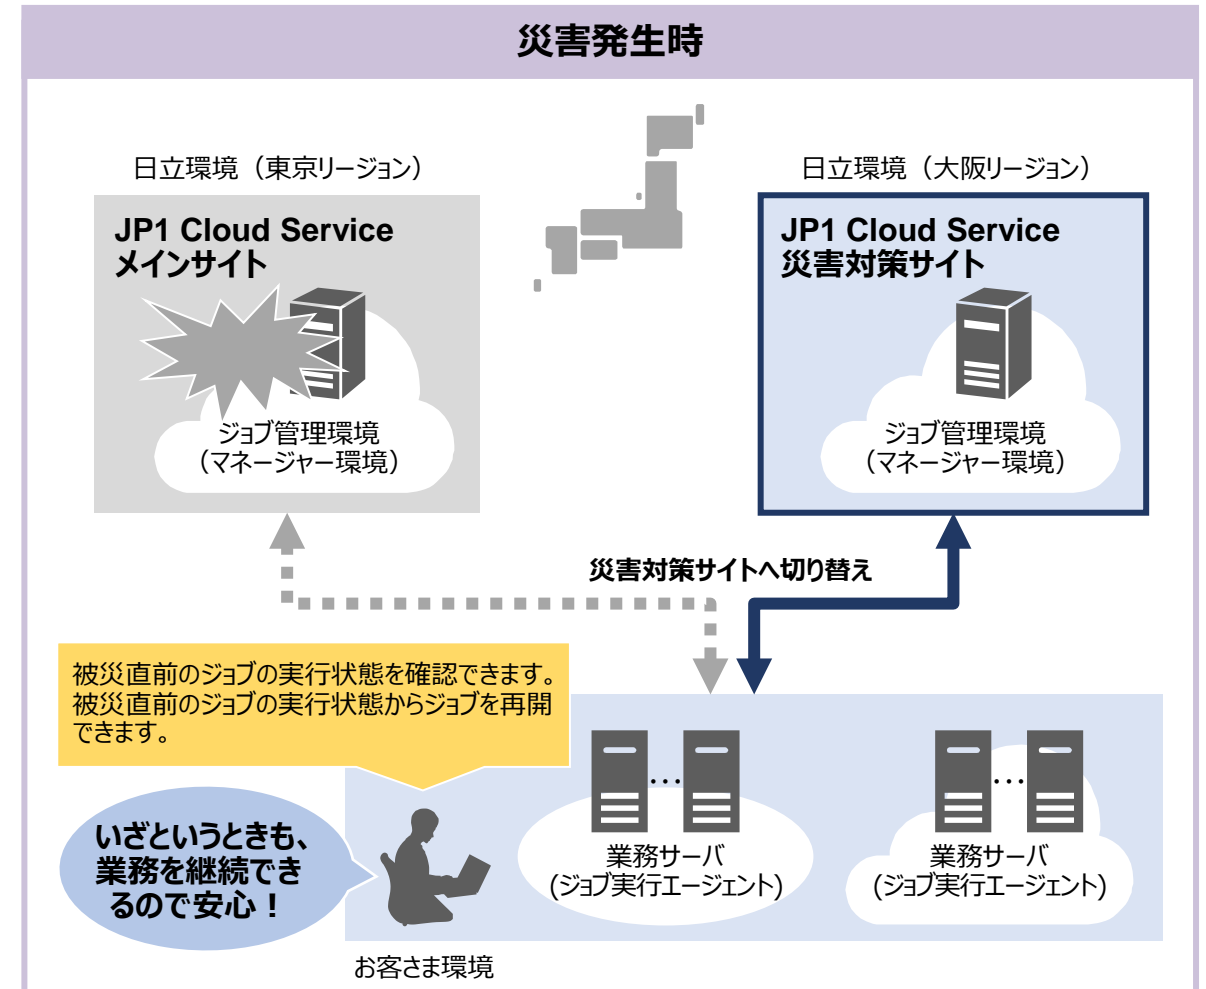 災害発生時
日立環境（東京リージョン）
JP1 Cloud Service
メインサイト
ジョブ管理環境
（マネージャー環境）
日立環境（大阪リージョン）
JP1 Cloud Service
災害対策サイト
ジョブ管理環境
（マネージャー環境）
災害対策サイトへ切り替え
被災直前のジョブの実行状態を確認できます。
被災直前のジョブの実行状態からジョブを再開
できます。
いざというときも、
業務を継続でき
るので安心！
…
業務サーバ
(ジョブ実行エージェント)
…
業務サーバ
(ジョブ実行エージェント)
お客さま環境